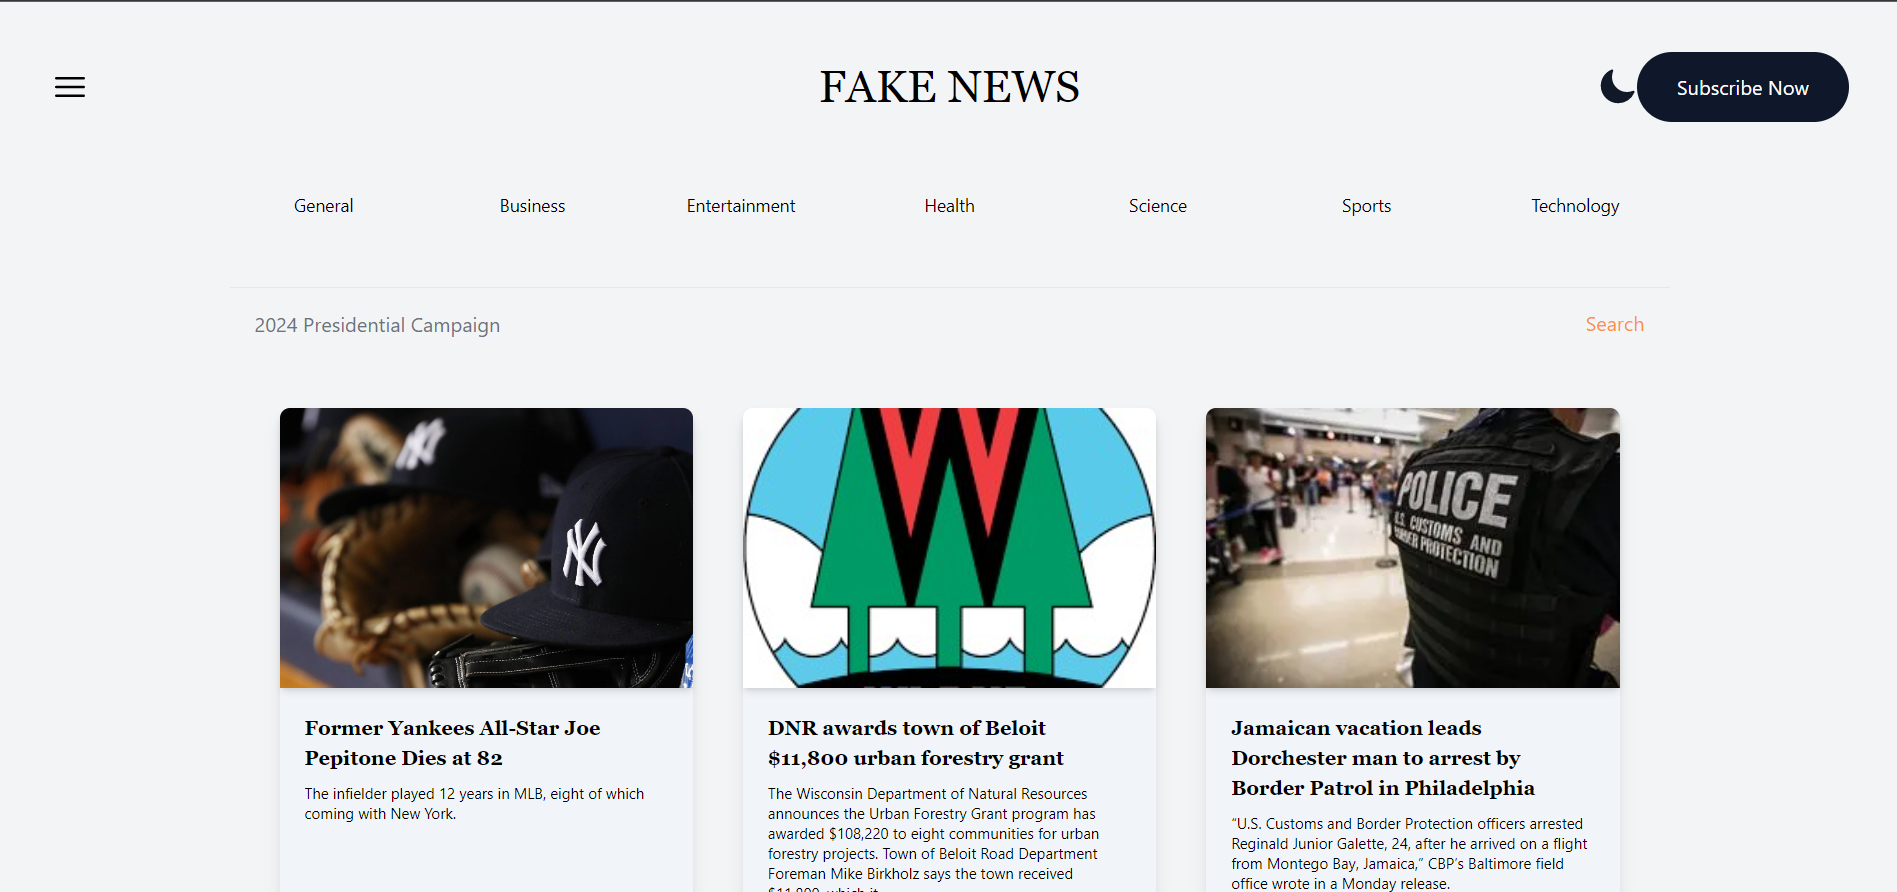 FAKE NEWS
Subscribe Now
General
Business
Entertainment
Health
Science
Sports
Technology
2024 Presidential Campaign
Search
NY
NY
W
POLICE
U.S. CUSTOMS AND
BORDER PROTECTION
Former Yankees All-Star Joe
Pepitone Dies at 82
The infielder played 12 years in MLB, eight of which
coming with New York.
DNR awards town of Beloit
$11,800 urban forestry grant
The Wisconsin Department of Natural Resources
announces the Urban Forestry Grant program has
awarded $108,220 to eight communities for urban
forestry projects. Town of Beloit Road Department
Foreman Mike Birkholz says the town received
$11,800, which it
Jamaican vacation leads
Dorchester man to arrest by
Border Patrol in Philadelphia
“U.S. Customs and Border Protection officers arrested
Reginald Junior Galette, 24, after he arrived on a flight
from Montego Bay, Jamaica,” CBP’s Baltimore field
office wrote in a Monday release.